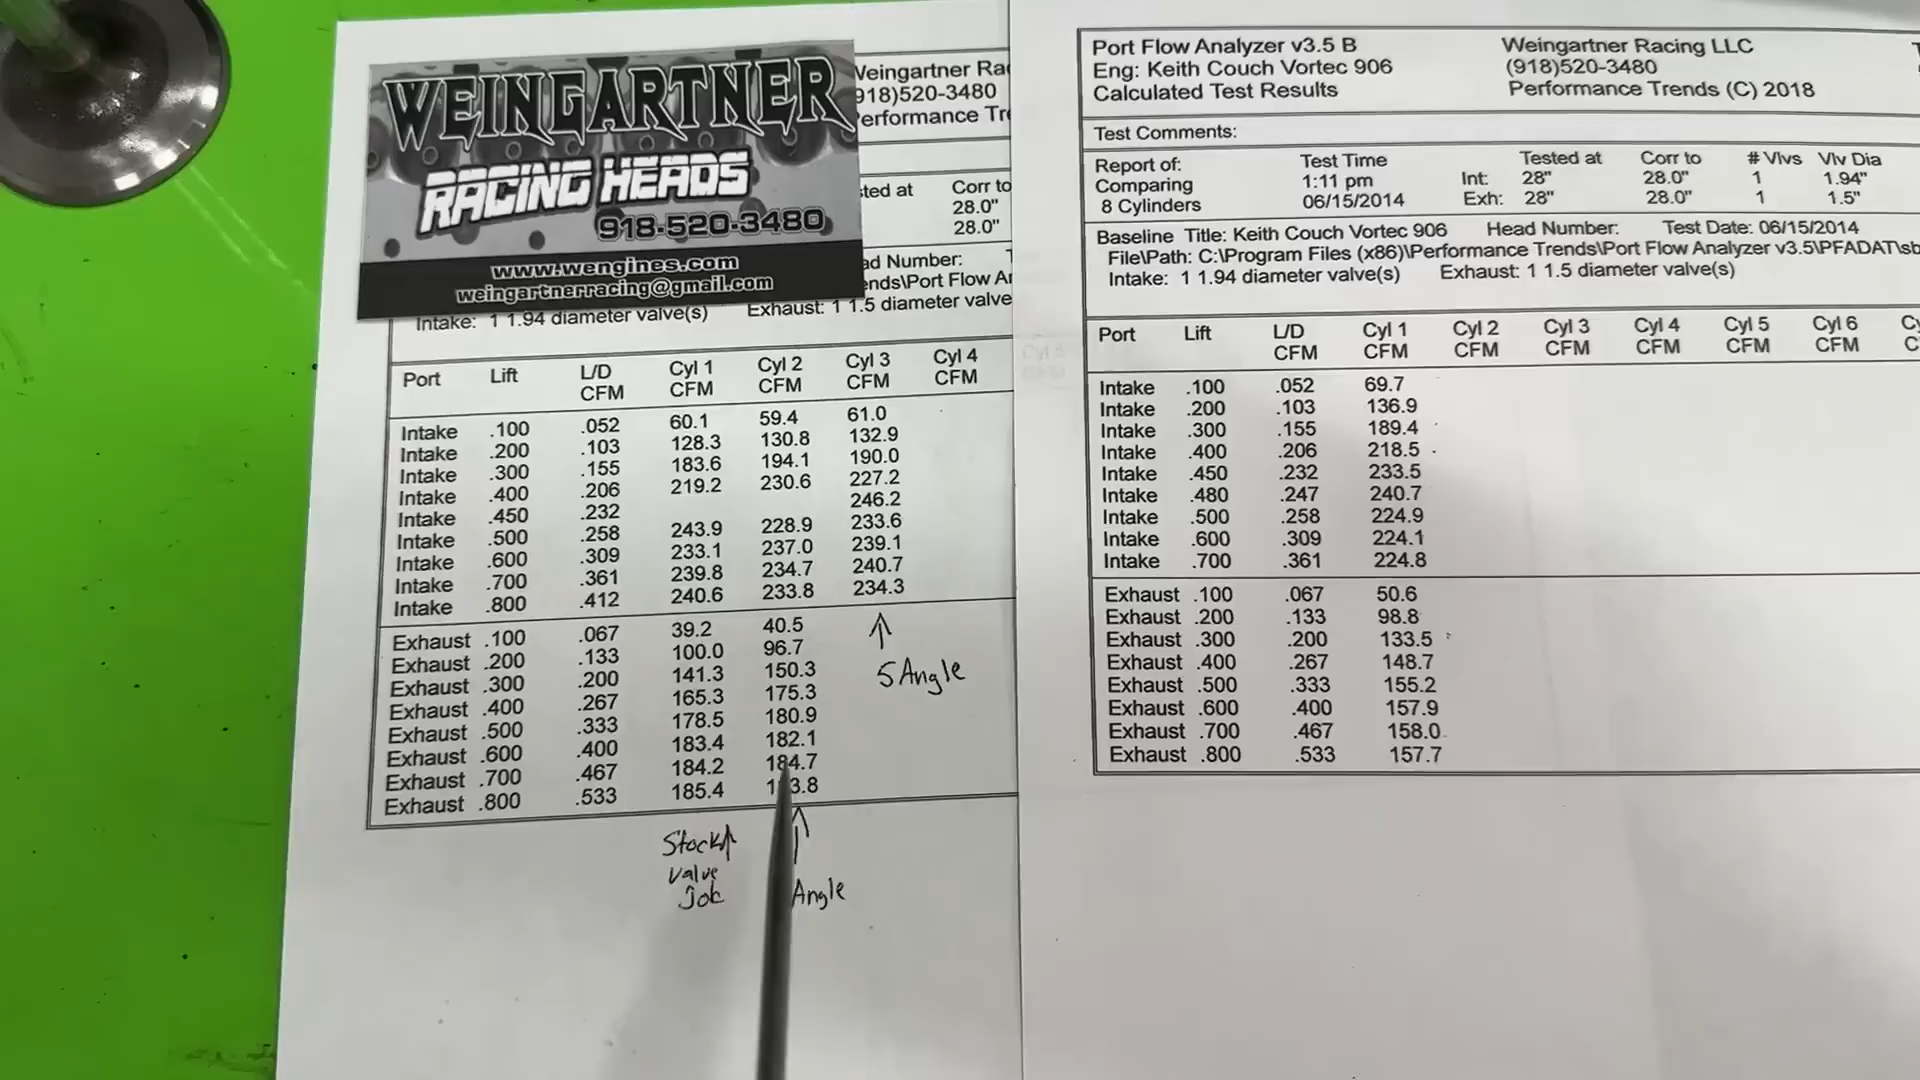 WEINGARTNER
RACING HEADS
918-520-3480
www.wengines.com
weingartnerracing@gmail.com
918)520-3480
Tested at Corr to
28.0"
28.0"
Head Number:
Intake: 1 1.94 diameter valve(s) Exhaust: 1 1.5 diameter valve
Port Lift L/D CFM Cyl 1 CFM Cyl 2 CFM Cyl 3 CFM Cyl 4 CFM
Intake .100 .052 60.1 59.4 61.0
Intake .200 .103 128.3 130.8 132.9
Intake .300 .155 183.6 194.1 190.0
Intake .400 .206 219.2 230.6 227.2
Intake .450 .232 246.2
Intake .500 .258 243.9 228.9 233.6
Intake .600 .309 233.1 237.0 239.1
Intake .700 .361 239.8 234.7 240.7
Intake .800 .412 240.6 233.8 234.3
Exhaust .100 .067 39.2 40.5
Exhaust .200 .133 100.0 96.7
Exhaust .300 .200 141.3 150.3
Exhaust .400 .267 165.3 175.3
Exhaust .500 .333 178.5 180.9
Exhaust .600 .400 183.4 182.1
Exhaust .700 .467 184.2 184.7
Exhaust .800 .533 185.4
5 Angle
Stock
Valve
Job
Angle
Port Flow Analyzer v3.5 B Weingartner Racing LLC
Eng: Keith Couch Vortec 906 (918)520-3480
Calculated Test Results Performance Trends (C) 2018
Test Comments:
Report of: Test Time Tested at Corr to # Vlvs Vlv Dia
Comparing 1:11 pm Int: 28" 28.0" 1 1.94"
8 Cylinders 06/15/2014 Exh: 28" 28.0" 1 1.5"
Baseline Title: Keith Couch Vortec 906 Head Number: Test Date: 06/15/2014
File\Path: C:\Program Files (x86)\Performance Trends\Port Flow Analyzer v3.5\PFADAT\sb
Intake: 1 1.94 diameter valve(s) Exhaust: 1 1.5 diameter valve(s)
Port Lift L/D CFM Cyl 1 CFM Cyl 2 CFM Cyl 3 CFM Cyl 4 CFM Cyl 5 CFM Cyl 6 CFM
Intake .100 .052 69.7
Intake .200 .103 136.9
Intake .300 .155 189.4
Intake .400 .206 218.5
Intake .450 .232 233.5
Intake .480 .247 240.7
Intake .500 .258 224.9
Intake .600 .309 224.1
Intake .700 .361 224.8
Exhaust .100 .067 50.6
Exhaust .200 .133 98.8
Exhaust .300 .200 133.5
Exhaust .400 .267 148.7
Exhaust .500 .333 155.2
Exhaust .600 .400 157.9
Exhaust .700 .467 158.0
Exhaust .800 .533 157.7